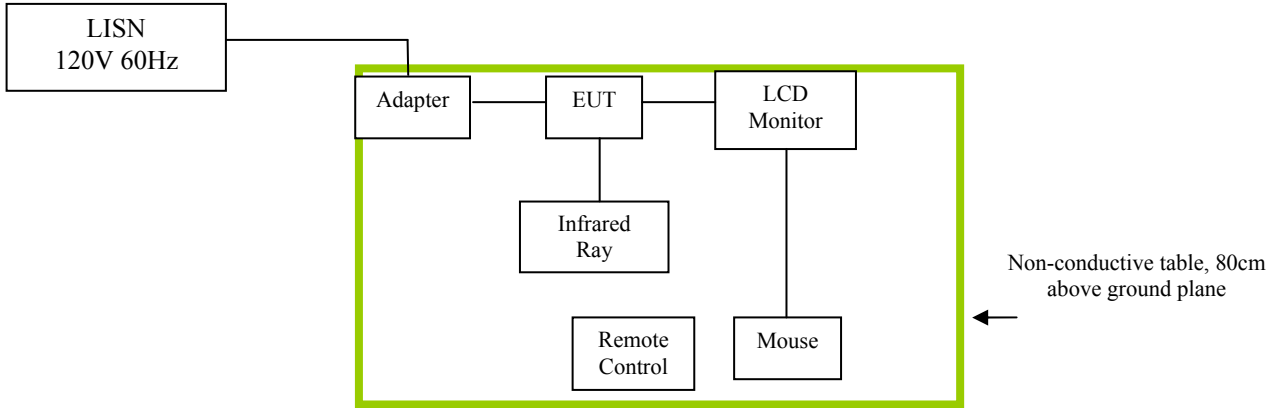 LISN
120V 60Hz
Adapter
EUT
LCD
Monitor
Infrared
Ray
Non-conductive table, 80cm
above ground plane
Remote
Control
Mouse